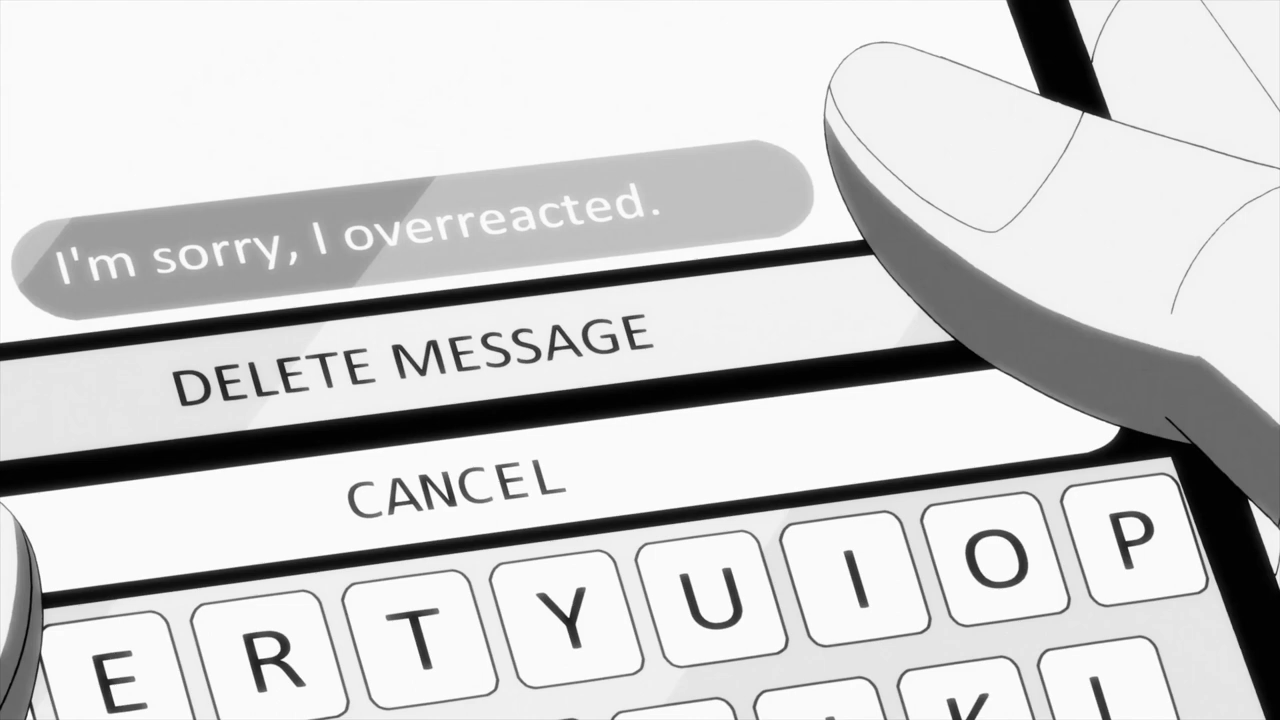 I'm sorry, I overreacted.
DELETE MESSAGE
CANCEL
E R T Y U I O P
K L